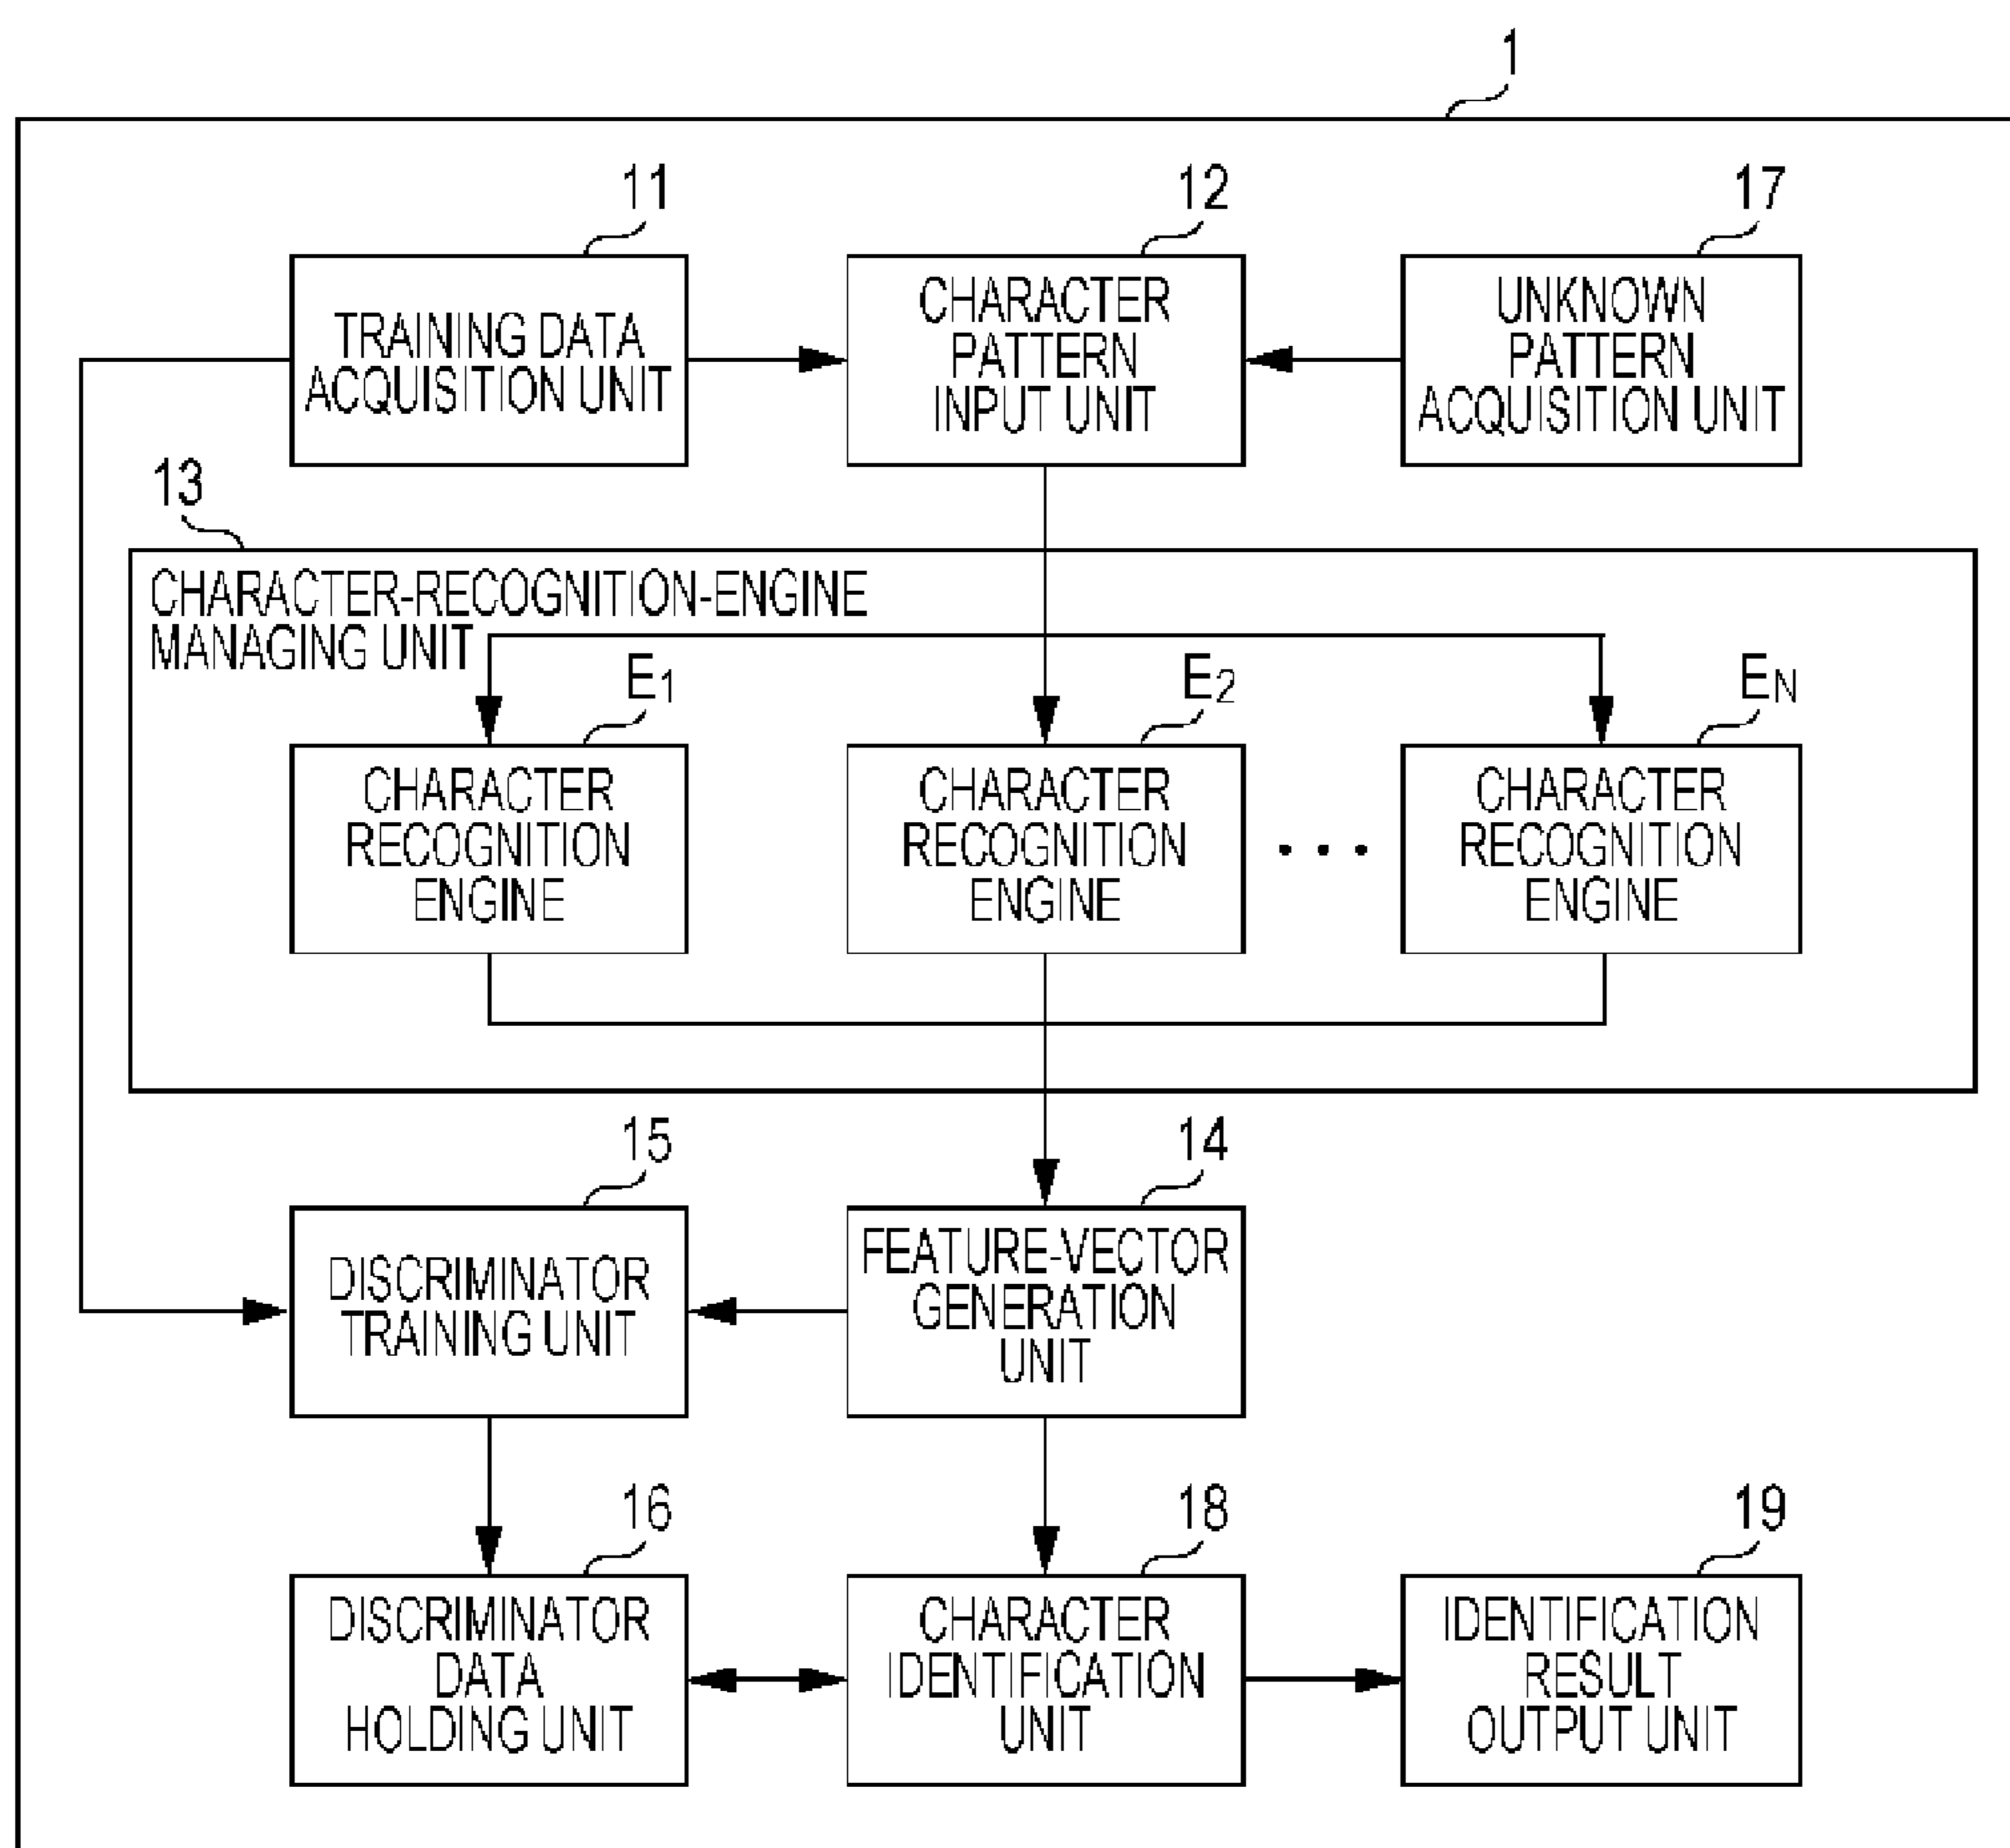 1
11
TRAINING DATA
ACQUISITION UNIT
12
CHARACTER
PATTERN
INPUT UNIT
17
UNKNOWN
PATTERN
ACQUISITION UNIT
13
CHARACTER-RECOGNITION-ENGINE
MANAGING UNIT
E1
CHARACTER
RECOGNITION
ENGINE
E2
CHARACTER
RECOGNITION
ENGINE
• • •
EN
CHARACTER
RECOGNITION
ENGINE
15
DISCRIMINATOR
TRAINING UNIT
14
FEATURE-VECTOR
GENERATION
UNIT
16
DISCRIMINATOR
DATA
HOLDING UNIT
18
CHARACTER
IDENTIFICATION
UNIT
19
IDENTIFICATION
RESULT
OUTPUT UNIT